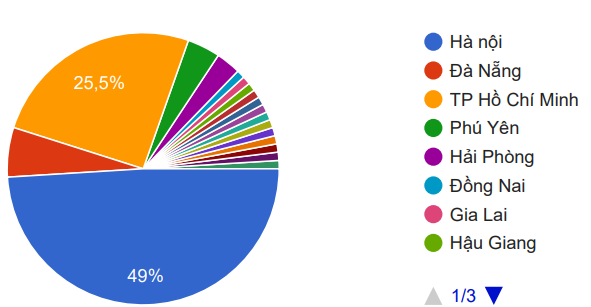 25,5%
49%
Hà nội
Đà Nẵng
TP Hồ Chí Minh
Phú Yên
Hải Phòng
Đồng Nai
Gia Lai
Hậu Giang
1/3